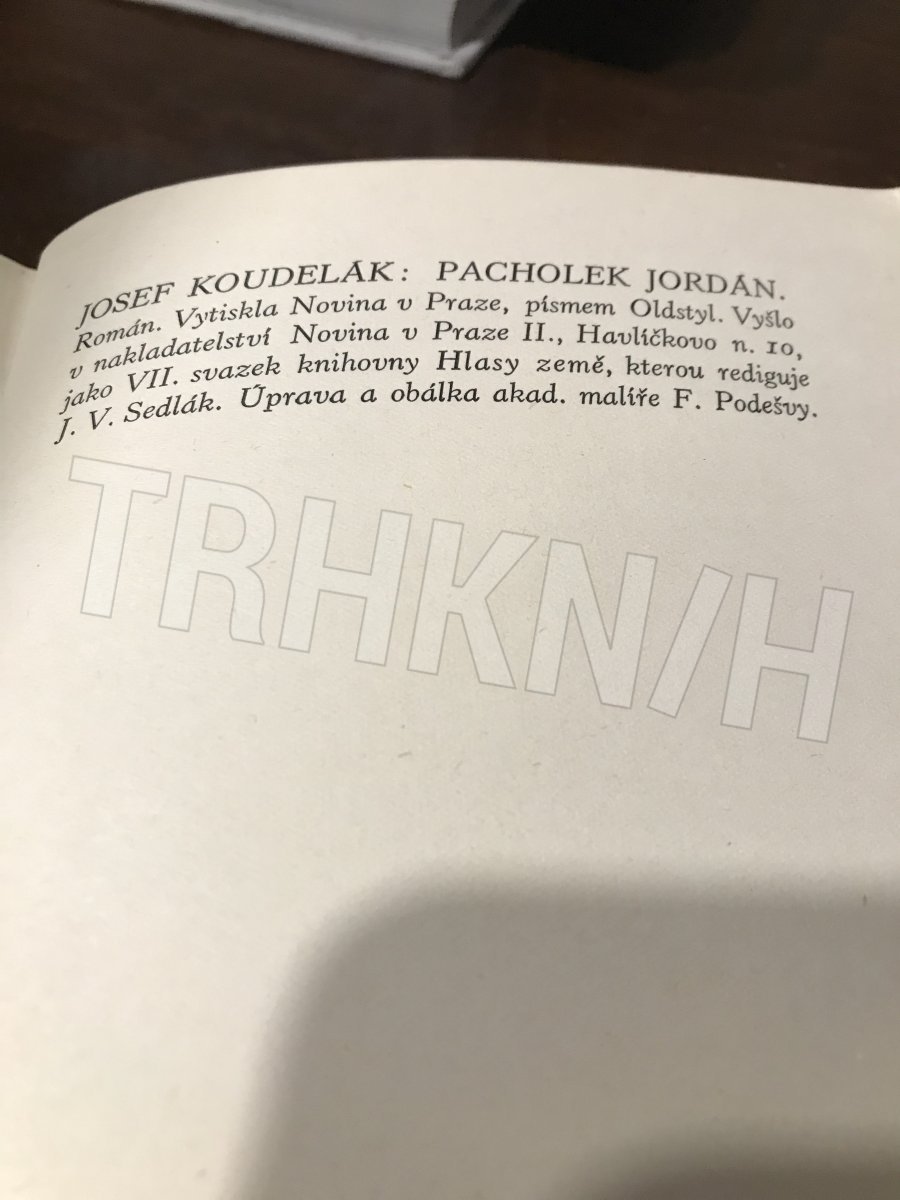 JOSEF KOUDELÁK: PACHOLEK JORDÁN.
Román. Vytiskla Novina v Praze, písmem Oldstyl. Vyšlo
v nakladatelství Novina v Praze II., Havlíčkovo n. 10,
jako VII. svazek knihovny Hlasy země, kterou rediguje
J. V. Sedlák. Úprava a obálka akad. malíře F. Podešvy.
TRHKN/H